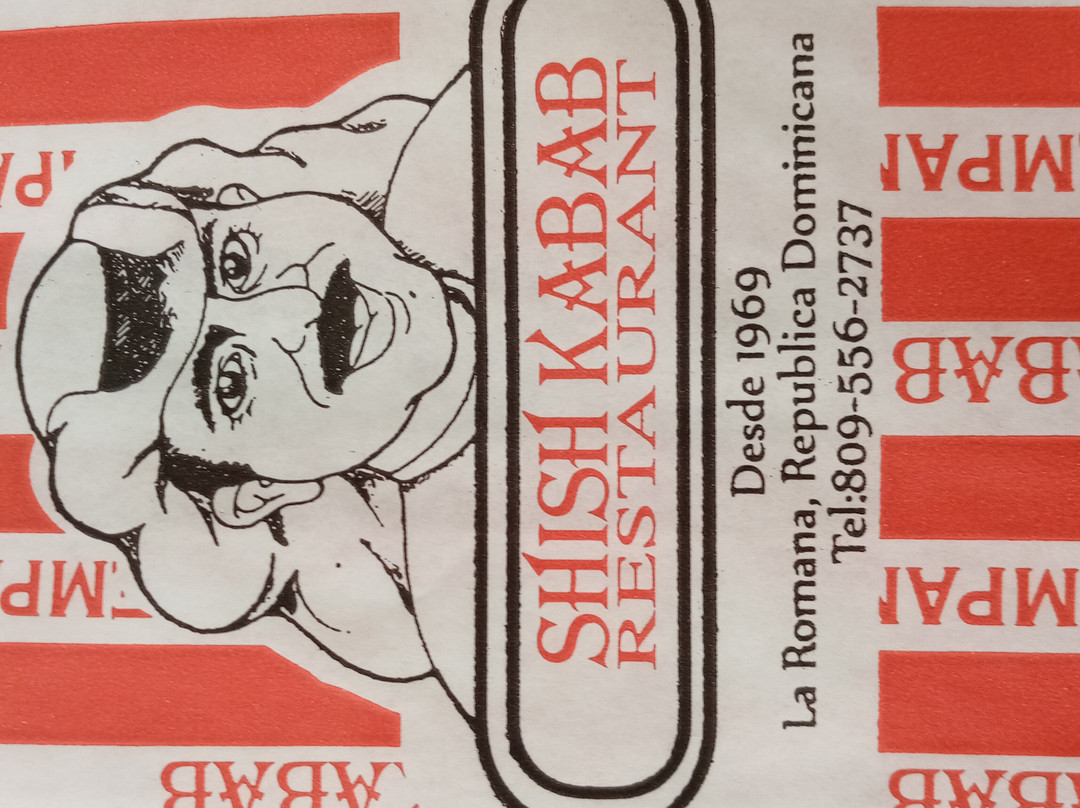 SHISH KABAB
RESTAURANT
Desde 1969
La Romana, Republica Dominicana
Tel:809-556-2737